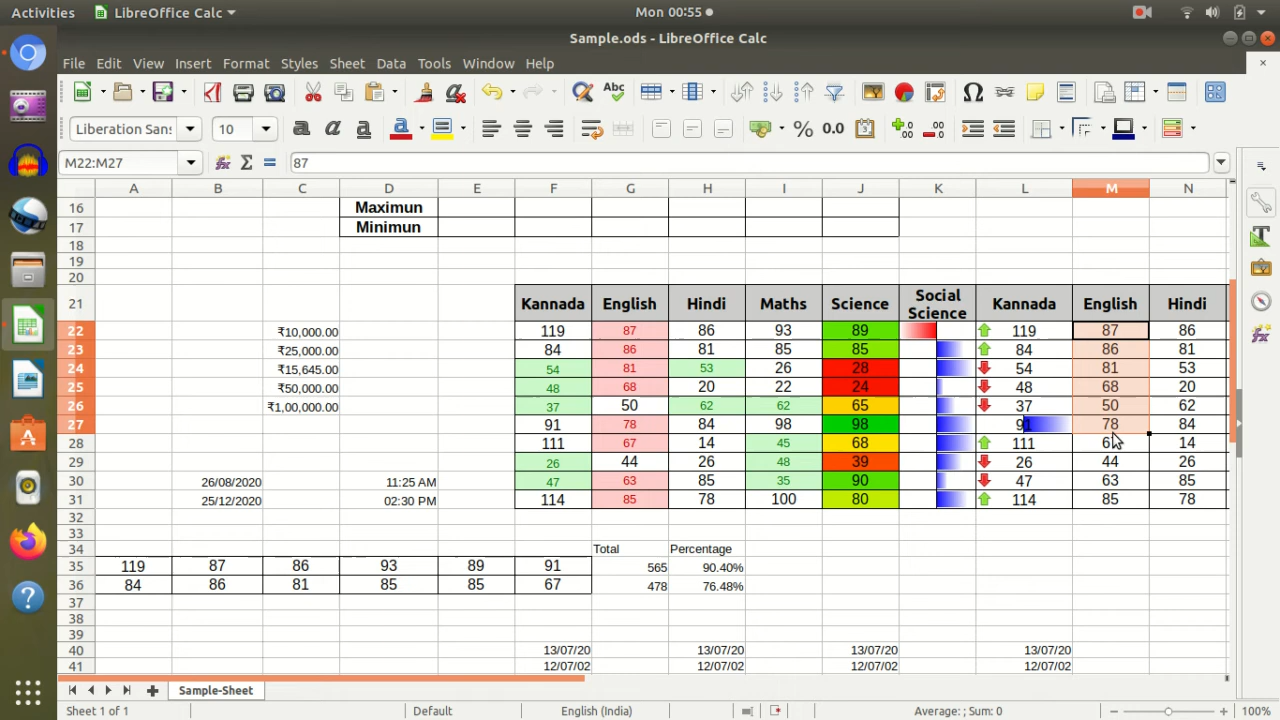 Activities LibreOffice Calc Mon 00:55
Sample.ods - LibreOffice Calc
File Edit View Insert Format Styles Sheet Data Tools Window Help
Liberation Sans 10
M22:M27 87
A B C D E F G H I J K L M N
16 Maximun
17 Minimun
18
19
20
21 Kannada English Hindi Maths Science Social Science Kannada English Hindi
22 ₹10,000.00 119 87 86 93 89 119 87 86
23 ₹25,000.00 84 86 81 85 85 84 86 81
24 ₹15,645.00 54 81 53 26 28 54 81 53
25 ₹50,000.00 48 68 20 22 24 48 68 20
26 ₹1,00,000.00 37 50 62 62 65 37 50 62
27 91 78 84 98 98 91 78 84
28 111 67 14 45 68 111 14
29 26 44 26 48 39 26 44 26
30 26/08/2020 11:25 AM 47 63 85 35 90 47 63 85
31 25/12/2020 02:30 PM 114 85 78 100 80 114 85 78
32
33
34 Total Percentage
35 119 87 86 93 89 91 565 90.40%
36 84 86 81 85 85 67 478 76.48%
37
38
39
40 13/07/20 13/07/20 13/07/20 13/07/20
41 12/07/02 12/07/02 12/07/02 12/07/02
Sample-Sheet
Sheet 1 of 1 Default English (India) Average: ; Sum: 0 100%